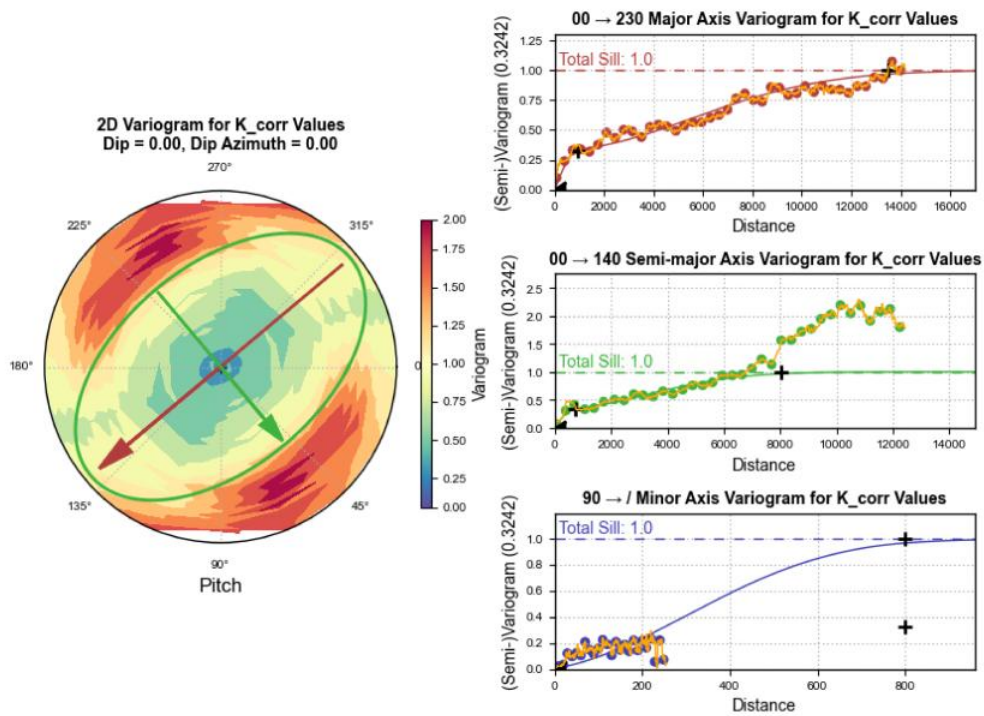 2D Variogram for K_corr Values
Dip = 0.00, Dip Azimuth = 0.00
270°
225°
315°
180°
0
135°
45°
90°
Pitch
2.00
1.75
1.50
1.25
1.00
0.75
0.50
0.25
0.00
Variogram
00 → 230 Major Axis Variogram for K_corr Values
(Semi-)Variogram (0.3242)
1.25
1.00
0.75
0.50
0.25
0.00
Total Sill: 1.0
0 2000 4000 6000 8000 10000 12000 14000 16000
Distance
00 → 140 Semi-major Axis Variogram for K_corr Values
(Semi-)Variogram (0.3242)
2.5
2.0
1.5
1.0
0.5
0.0
Total Sill: 1.0
0 2000 4000 6000 8000 10000 12000 14000
Distance
90 → / Minor Axis Variogram for K_corr Values
(Semi-)Variogram (0.3242)
1.0
0.8
0.6
0.4
0.2
0.0
Total Sill: 1.0
0 200 400 600 800
Distance